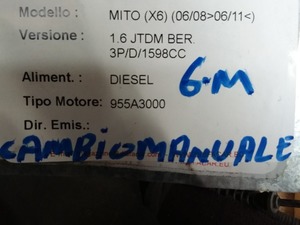 Modello : MITO (X6) (06/08>06/11<)
Versione : 1.6 JTDM BER.
3P/D/1598CC
Aliment. : DIESEL
6-M
Tipo Motore: 955A3000
Dir. Emis.:
CAMBIOMANUALE